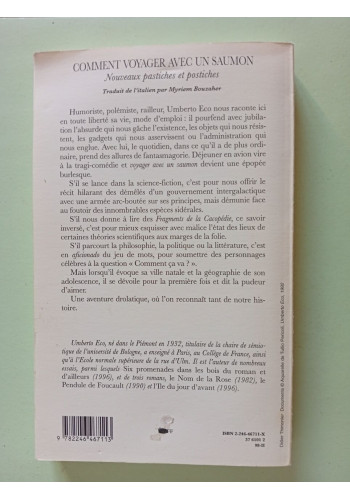 COMMENT VOYAGER AVEC UN SAUMON
Nouveaux pastiches et postiches
Traduit de l'italien par Myriem Bouzaher
Humoriste, polémiste, railleur, Umberto Eco nous raconte ici
en toute liberté sa vie, mode d'emploi : il pourfend avec jubila-
tion l'absurde qui nous gâche l'existence, les objets qui nous résis-
tent, les gadgets qui nous asservissent ou l'administration qui
nous englue. Avec lui, le quotidien, dans ce qu'il a de plus ordi-
naire, prend des allures de fantasmagorie. Déjeuner en avion vire
à la tragi-comédie et voyager avec un saumon devient une épopée
burlesque.
S'il se lance dans la science-fiction, c'est pour nous offrir le
récit hilarant des démêlés d'un gouvernement intergalactique
avec une armée arc-boutée sur ses principes, mais démunie face
au foutoir des innombrables espèces sidérales.
S'il nous donne à lire des Fragments de la Cacopédie, ce savoir
inversé, c'est pour mieux esquisser avec malice l'état des lieux de
certaines théories scientifiques aux marges de la folie.
S'il parcourt la philosophie, la politique ou la littérature, c'est
en aficionado du jeu de mots, pour soumettre des personnages
célèbres à la question « Comment ça va ? ».
Mais lorsqu'il évoque sa ville natale et la géographie de son
adolescence, il se dévoile pour la première fois et dit la pudeur
d'aimer.
Une aventure drolatique, où l'on reconnaît tant de notre his-
toire.
Umberto Eco, né dans le Piémont en 1932, titulaire de la chaire de sémio-
tique de l'université de Bologne, a enseigné à Paris, au Collège de France, ainsi
qu'à l'Ecole normale supérieure de la rue d'Ulm. Il est l'auteur de nombreux
essais, parmi lesquels Six promenades dans les bois du roman et
d'ailleurs (1996), et de trois romans, le Nom de la Rose (1982), le
Pendule de Foucault (1990) et l'Ile du jour d'avant (1996).
9 782246 467113
ISBN 2-246-46711-X